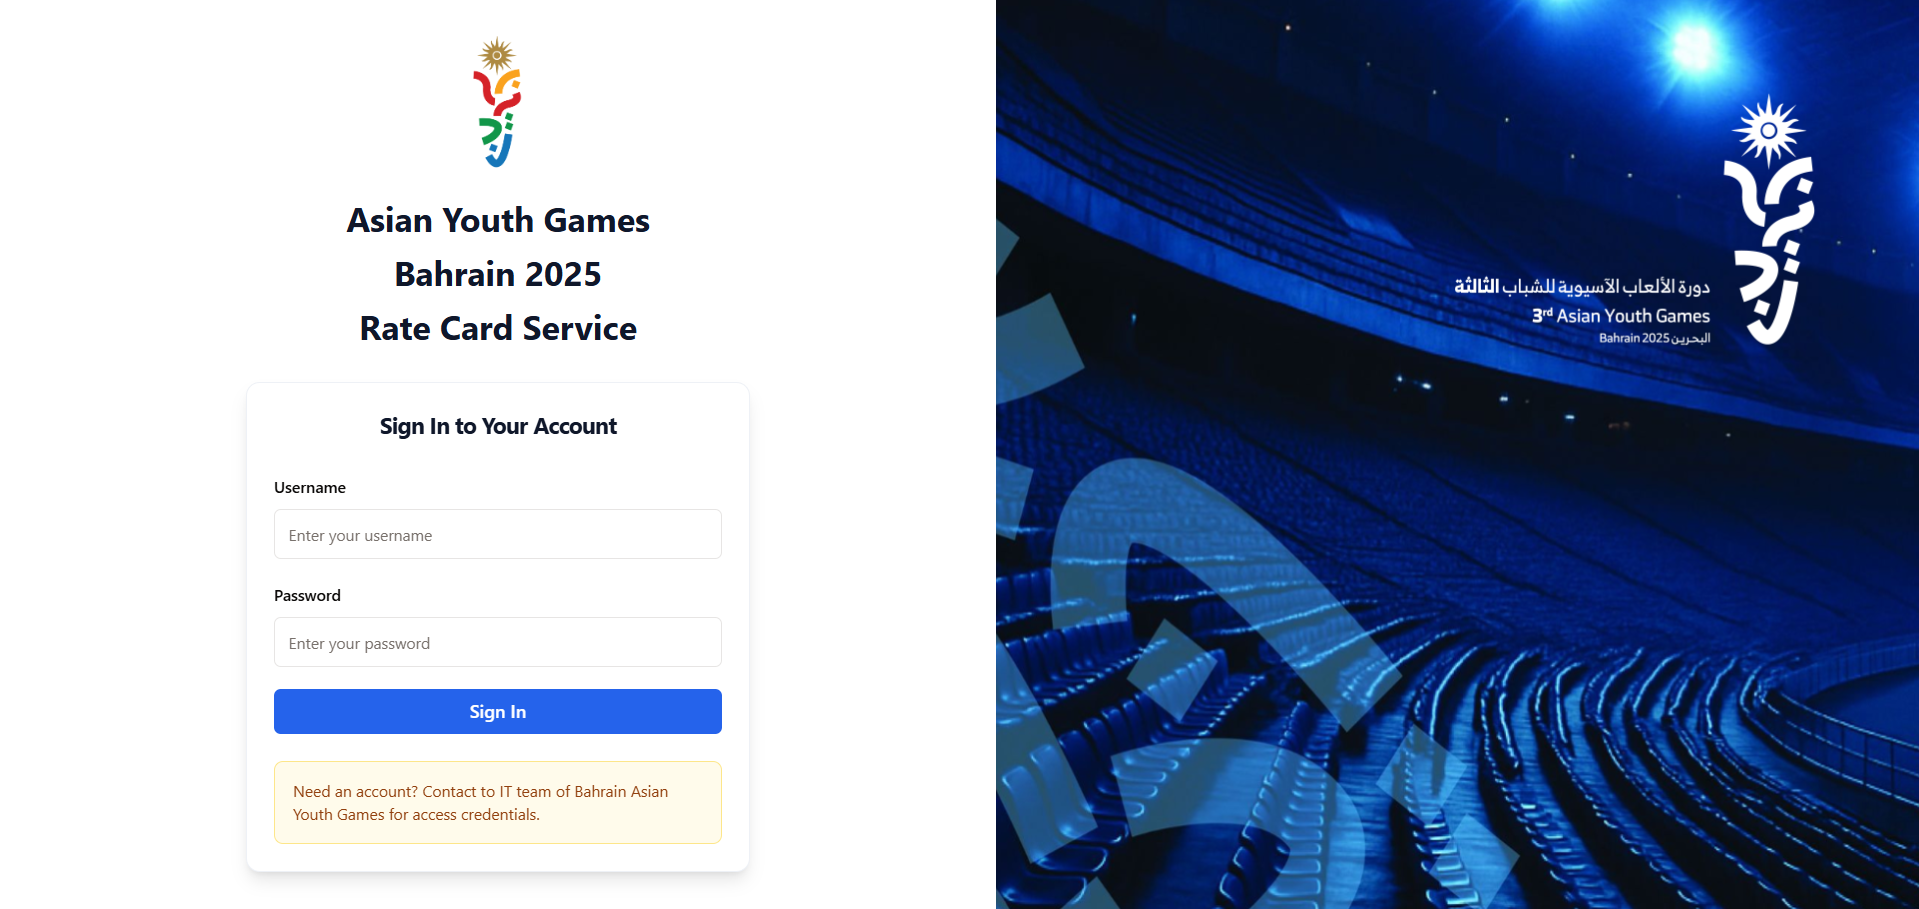 Asian Youth Games
Bahrain 2025
Rate Card Service
Sign In to Your Account
Username
Enter your username
Password
Enter your password
Sign In
Need an account? Contact to IT team of Bahrain Asian
Youth Games for access credentials.
دورة الألعاب الآسيوية للشباب الثالثة
3rd Asian Youth Games
Bahrain 2025 البحرين